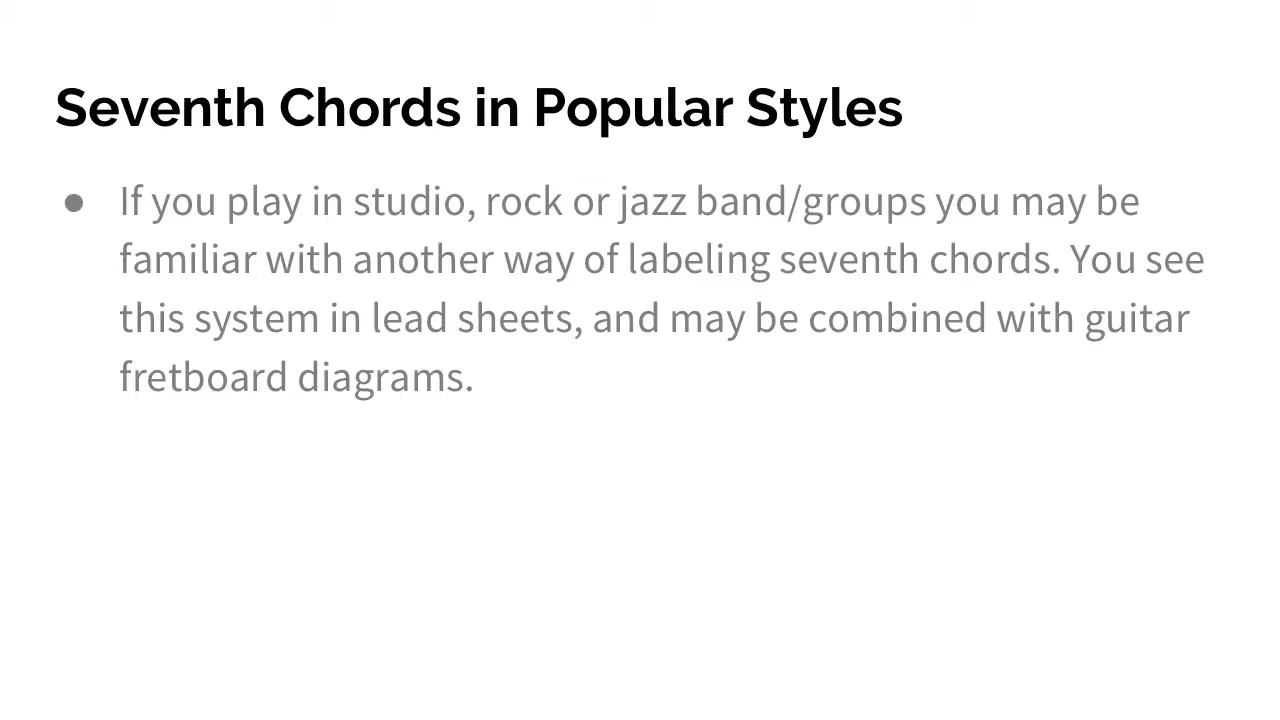 Seventh Chords in Popular Styles
● If you play in studio, rock or jazz band/groups you may be
familiar with another way of labeling seventh chords. You see
this system in lead sheets, and may be combined with guitar
fretboard diagrams.